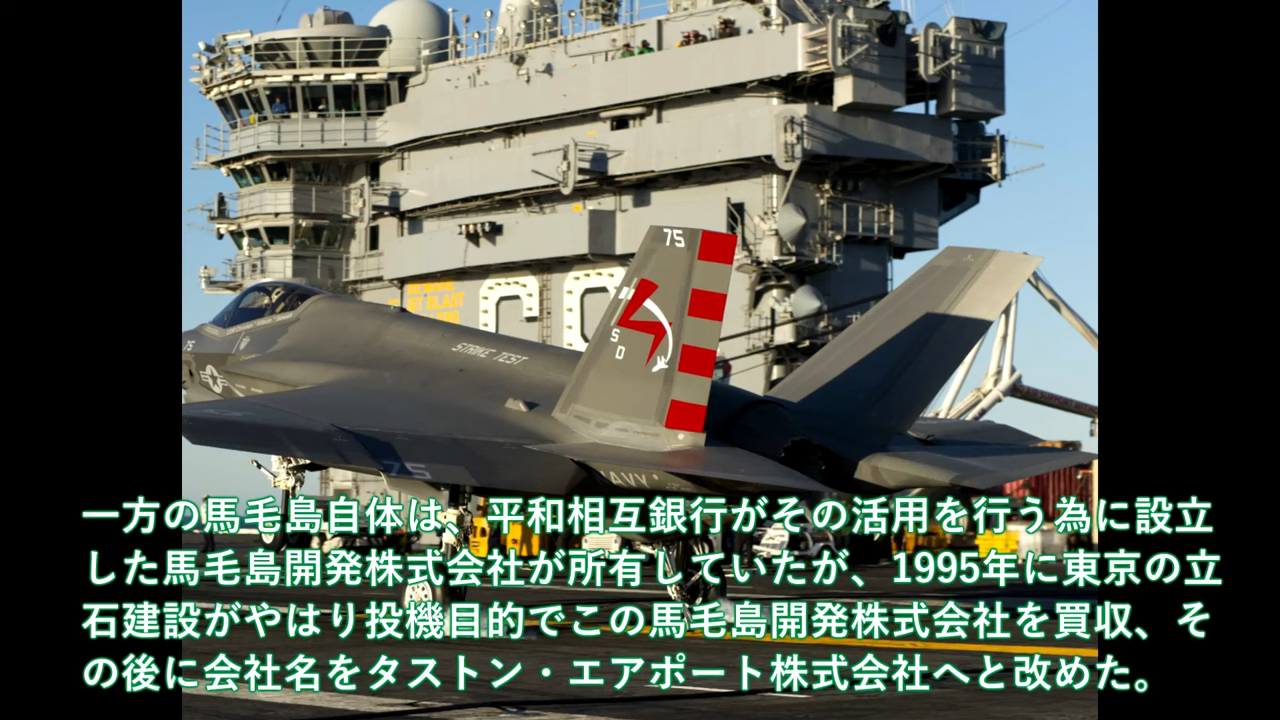 75
S
D
STRIKE TEST
75
75
NAVY
一方の馬毛島自体は、平和相互銀行がその活用を行う為に設立
した馬毛島開発株式会社が所有していたが、1995年に東京の立
石建設がやはり投機目的でこの馬毛島開発株式会社を買収、そ
の後に会社名をタストン・エアポート株式会社へと改めた。